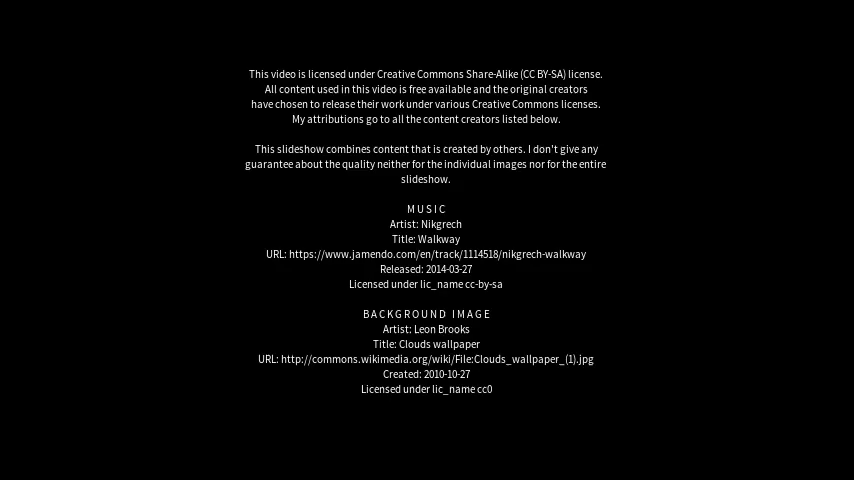 This video is licensed under Creative Commons Share-Alike (CC BY-SA) license.
All content used in this video is free available and the original creators
have chosen to release their work under various Creative Commons licenses.
My attributions go to all the content creators listed below.
This slideshow combines content that is created by others. I don't give any
guarantee about the quality neither for the individual images nor for the entire
slideshow.
MUSIC
Artist: Nikgrech
Title: Walkway
URL: https://www.jamendo.com/en/track/1114518/nikgrech-walkway
Released: 2014-03-27
Licensed under lic_name cc-by-sa
BACKGROUND IMAGE
Artist: Leon Brooks
Title: Clouds wallpaper
URL: http://commons.wikimedia.org/wiki/File:Clouds_wallpaper_(1).jpg
Created: 2010-10-27
Licensed under lic_name cc0